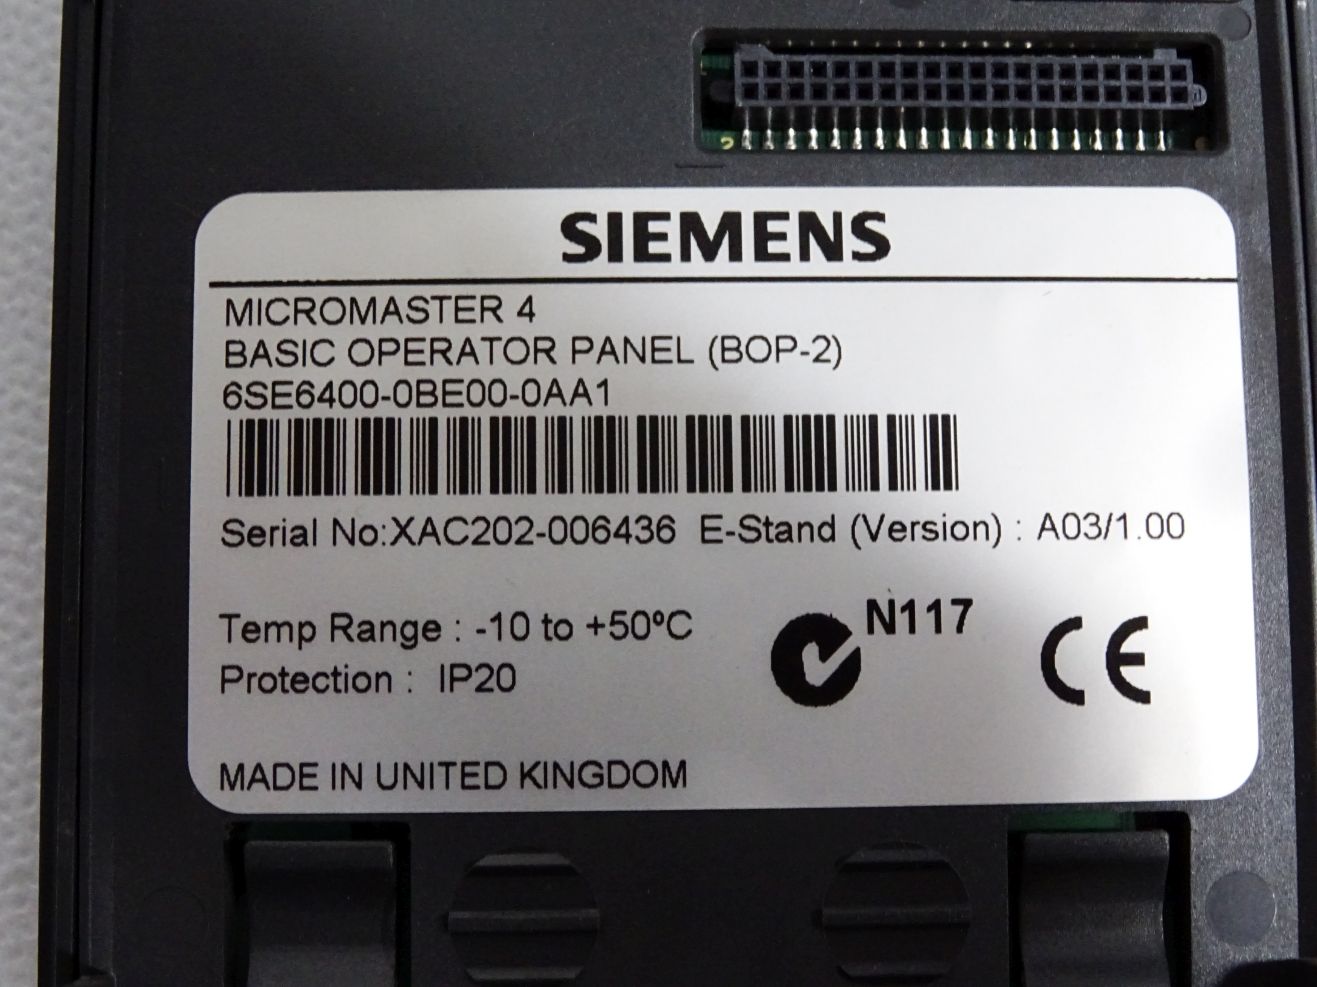 SIEMENS
MICROMASTER 4
BASIC OPERATOR PANEL (BOP-2)
6SE6400-0BE00-0AA1
Serial No:XAC202-006436 E-Stand (Version) : A03/1.00
Temp Range : -10 to +50ºC
N117
CE
Protection : IP20
MADE IN UNITED KINGDOM